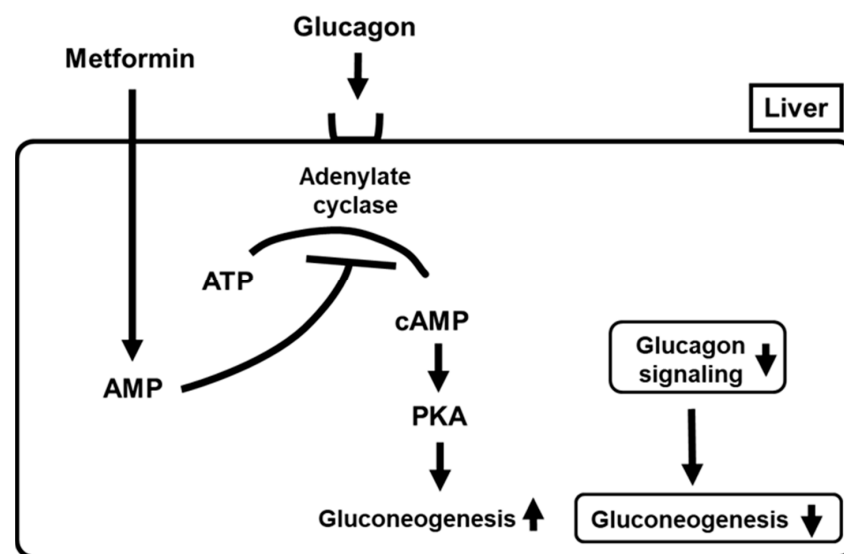 Glucagon
Metformin
Liver
Adenylate
cyclase
ATP
cAMP
Glucagon
signaling
AMP
PKA
Gluconeogenesis
Gluconeogenesis